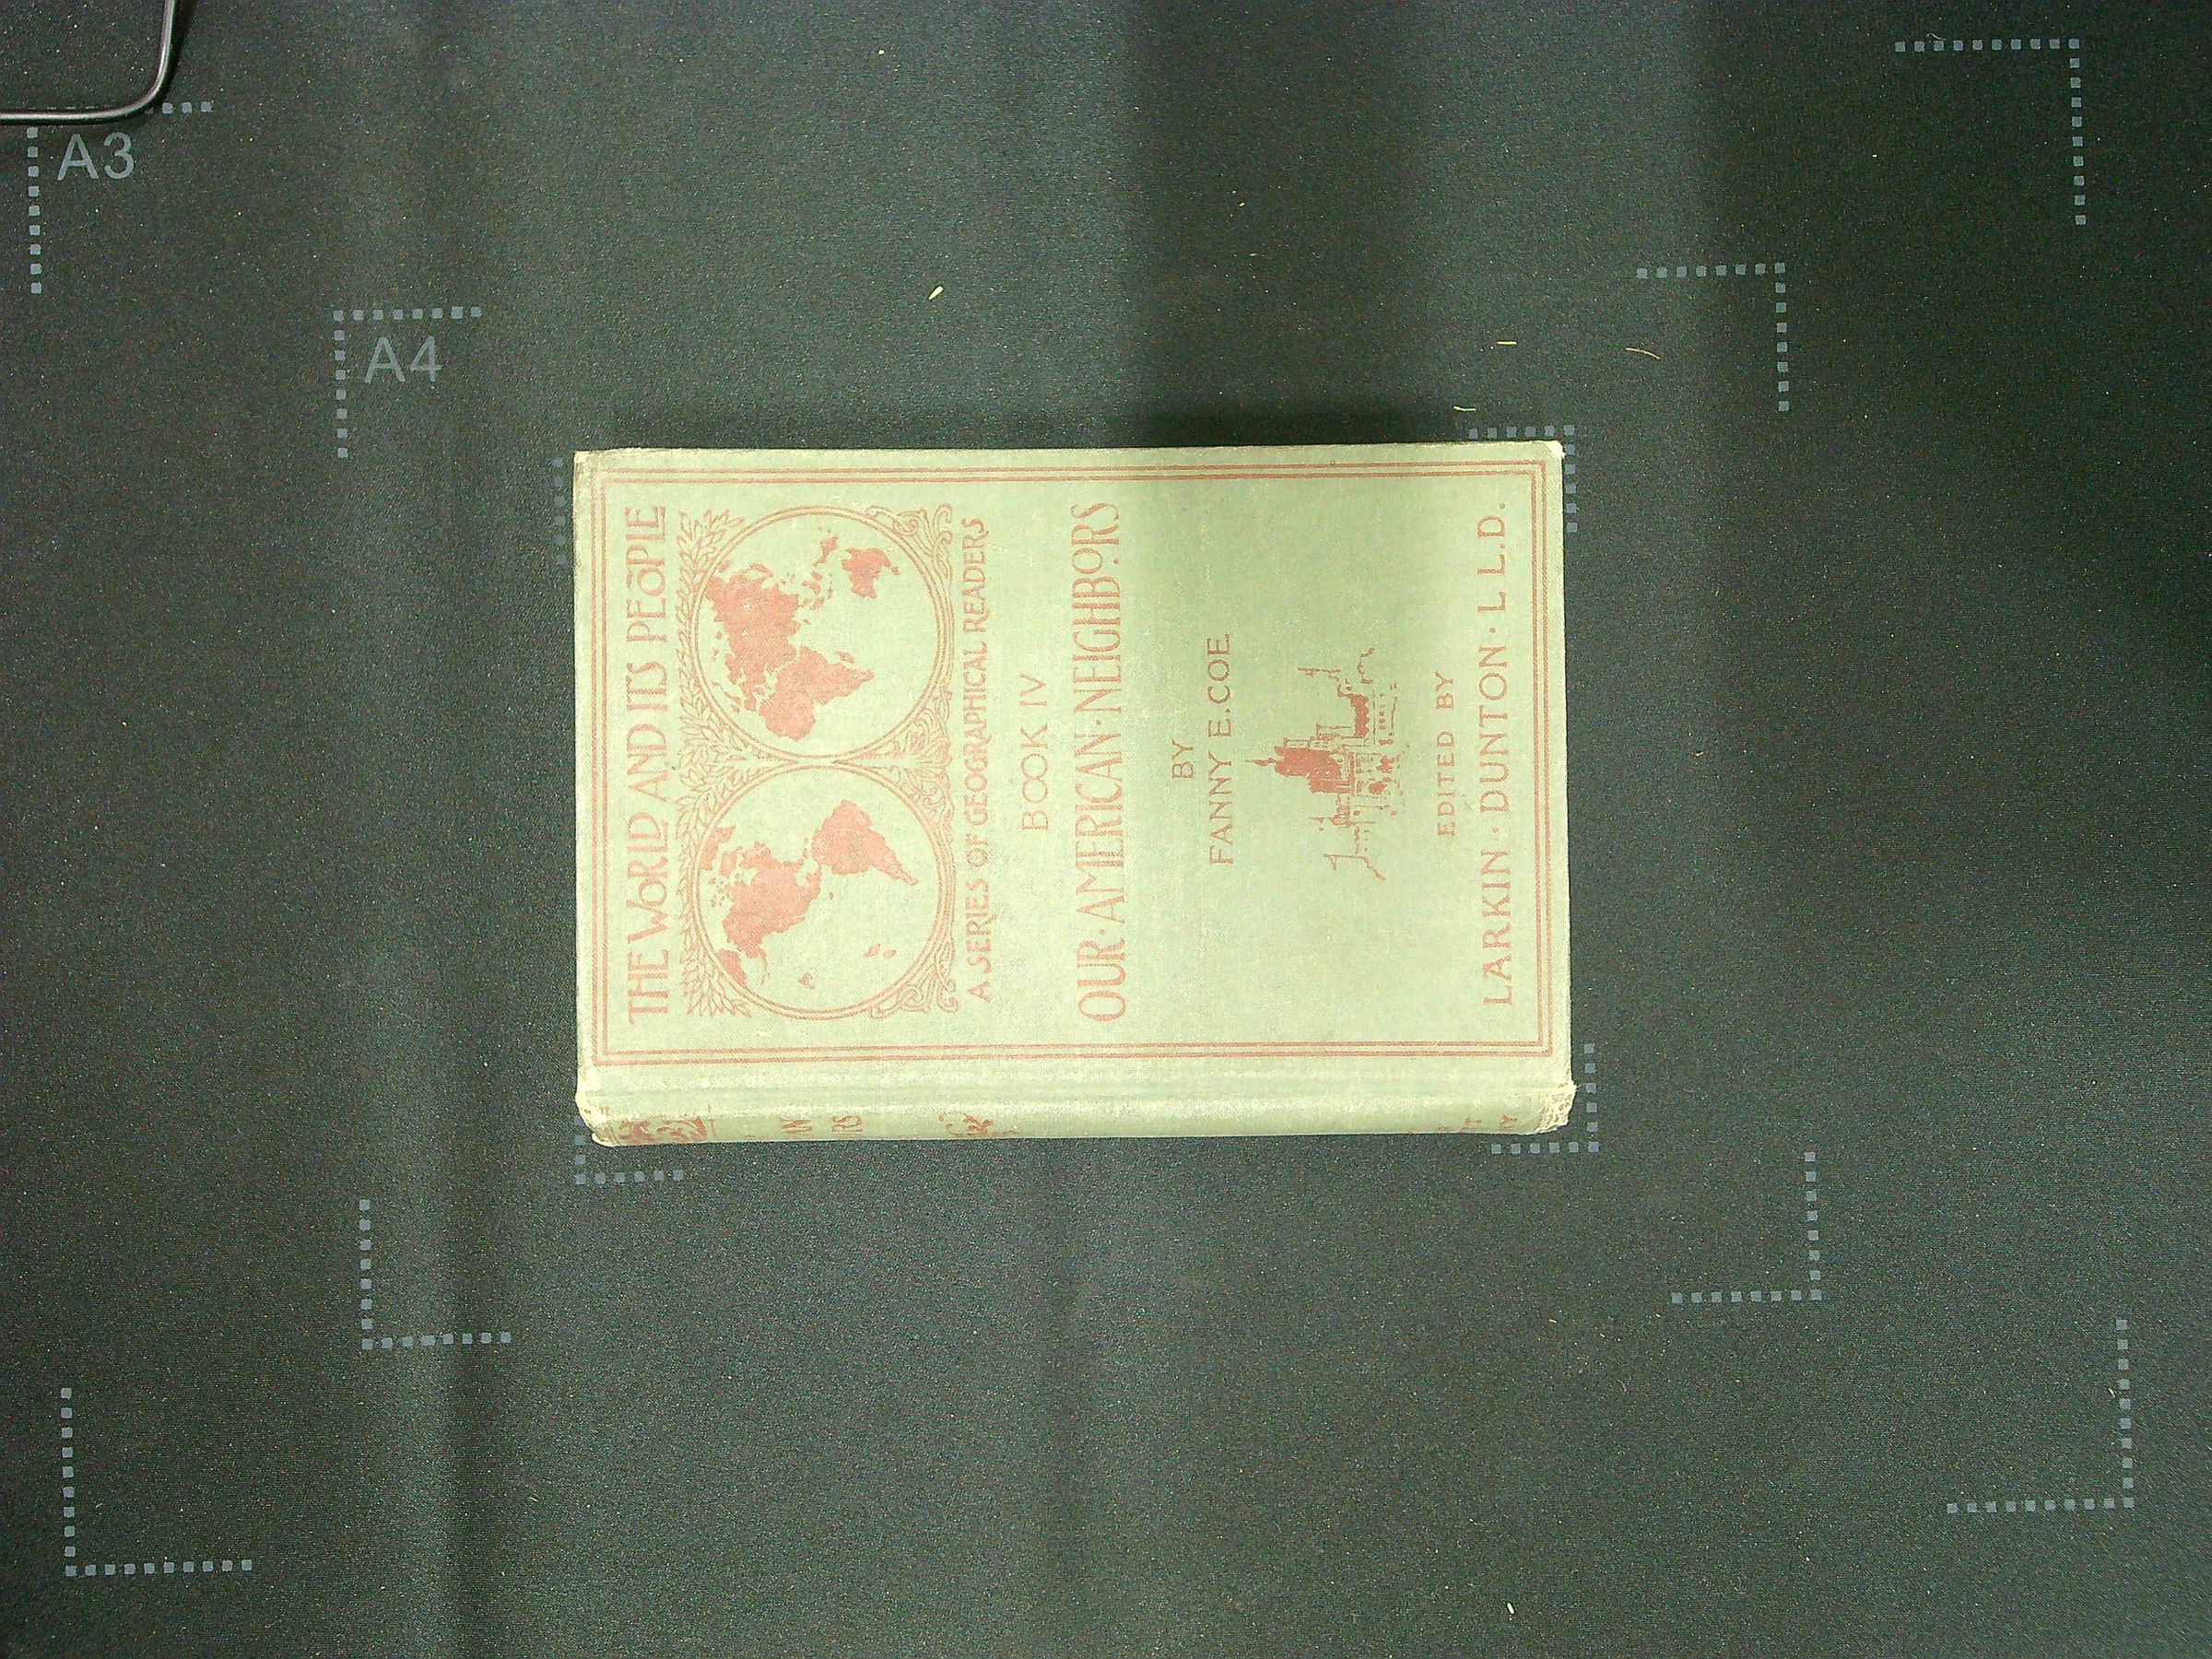 A3
A4
THE WORLD AND ITS PEOPLE
A SERIES OF GEOGRAPHICAL READERS
BOOK IV
OUR·AMERICAN·NEIGHBORS
BY
FANNY E. COE
EDITED BY
LARKIN·DUNTON·LL.D.